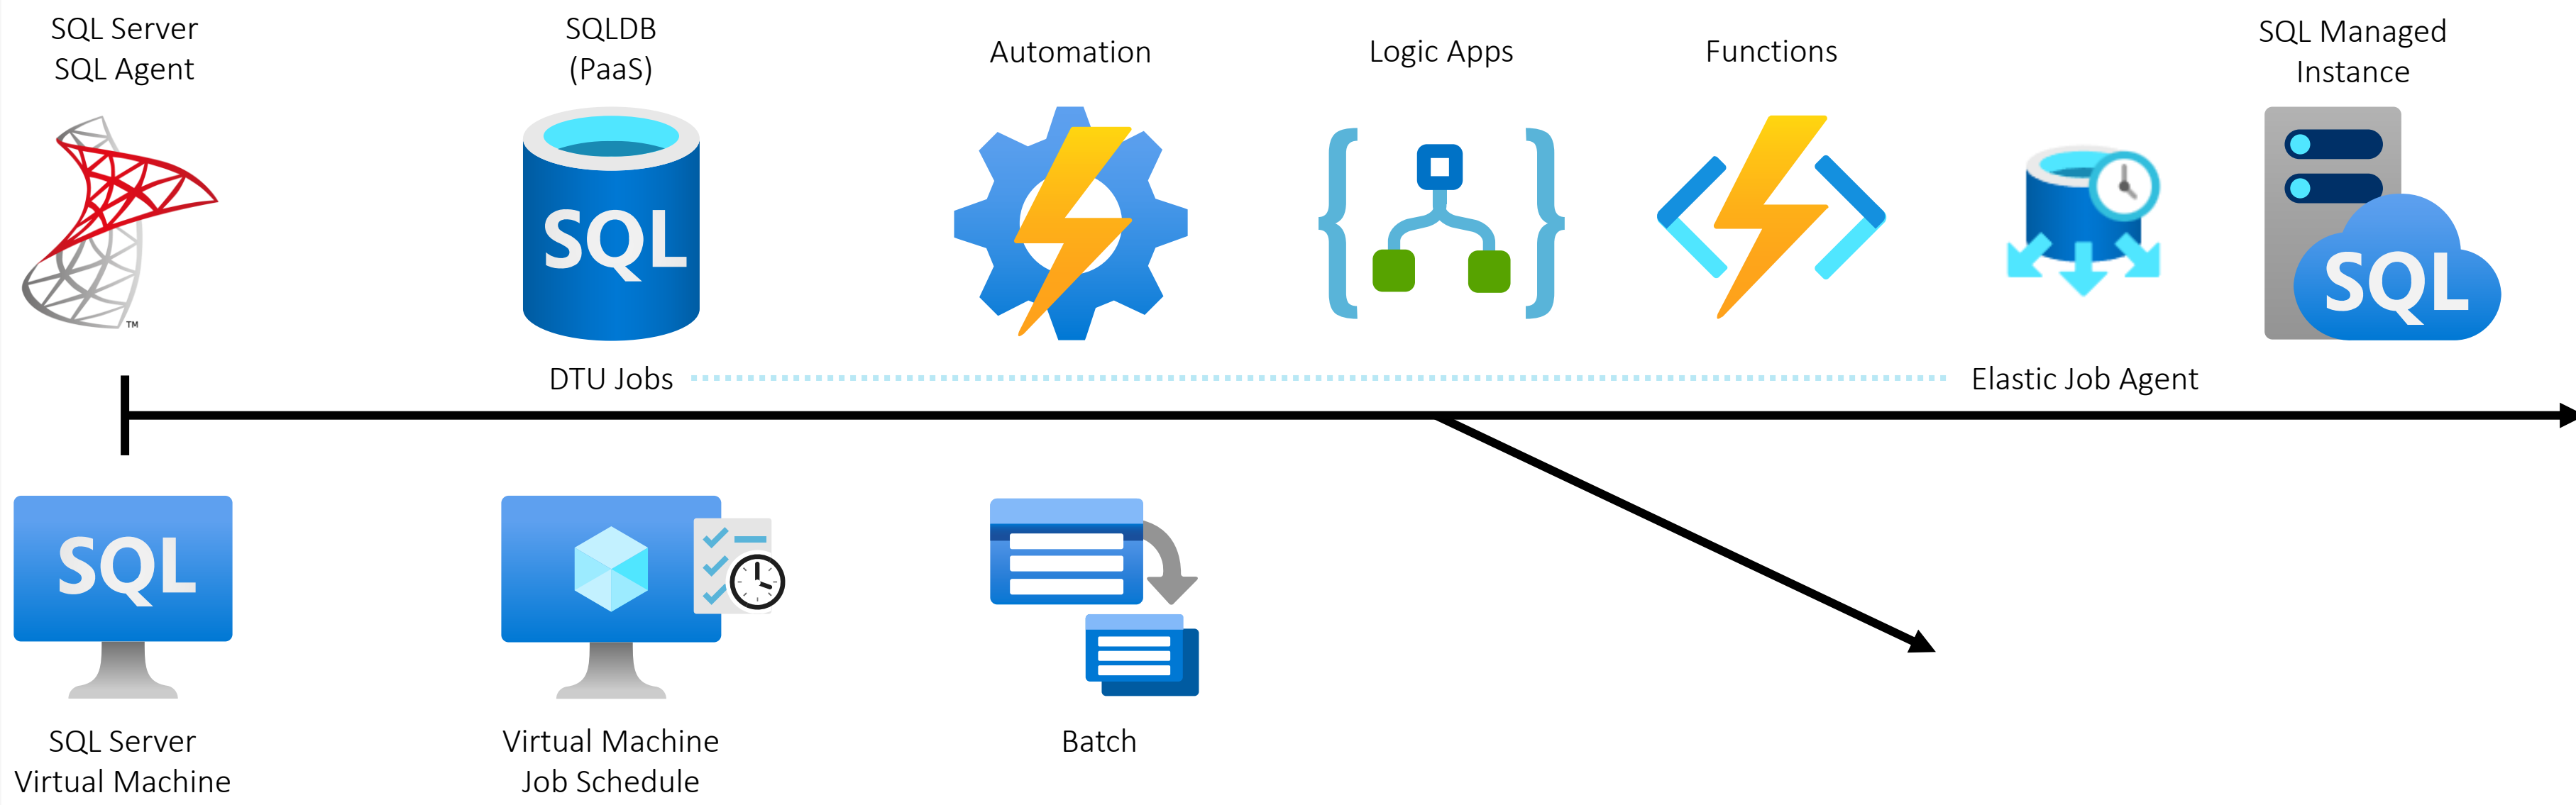 SQL Server
SQL Agent
SQLDB
(PaaS)
Automation
Logic Apps
Functions
SQL Managed
Instance
SQL
SQL
TM
DTU Jobs
Elastic Job Agent
SQL
SQL Server
Virtual Machine
Virtual Machine
Job Schedule
Batch